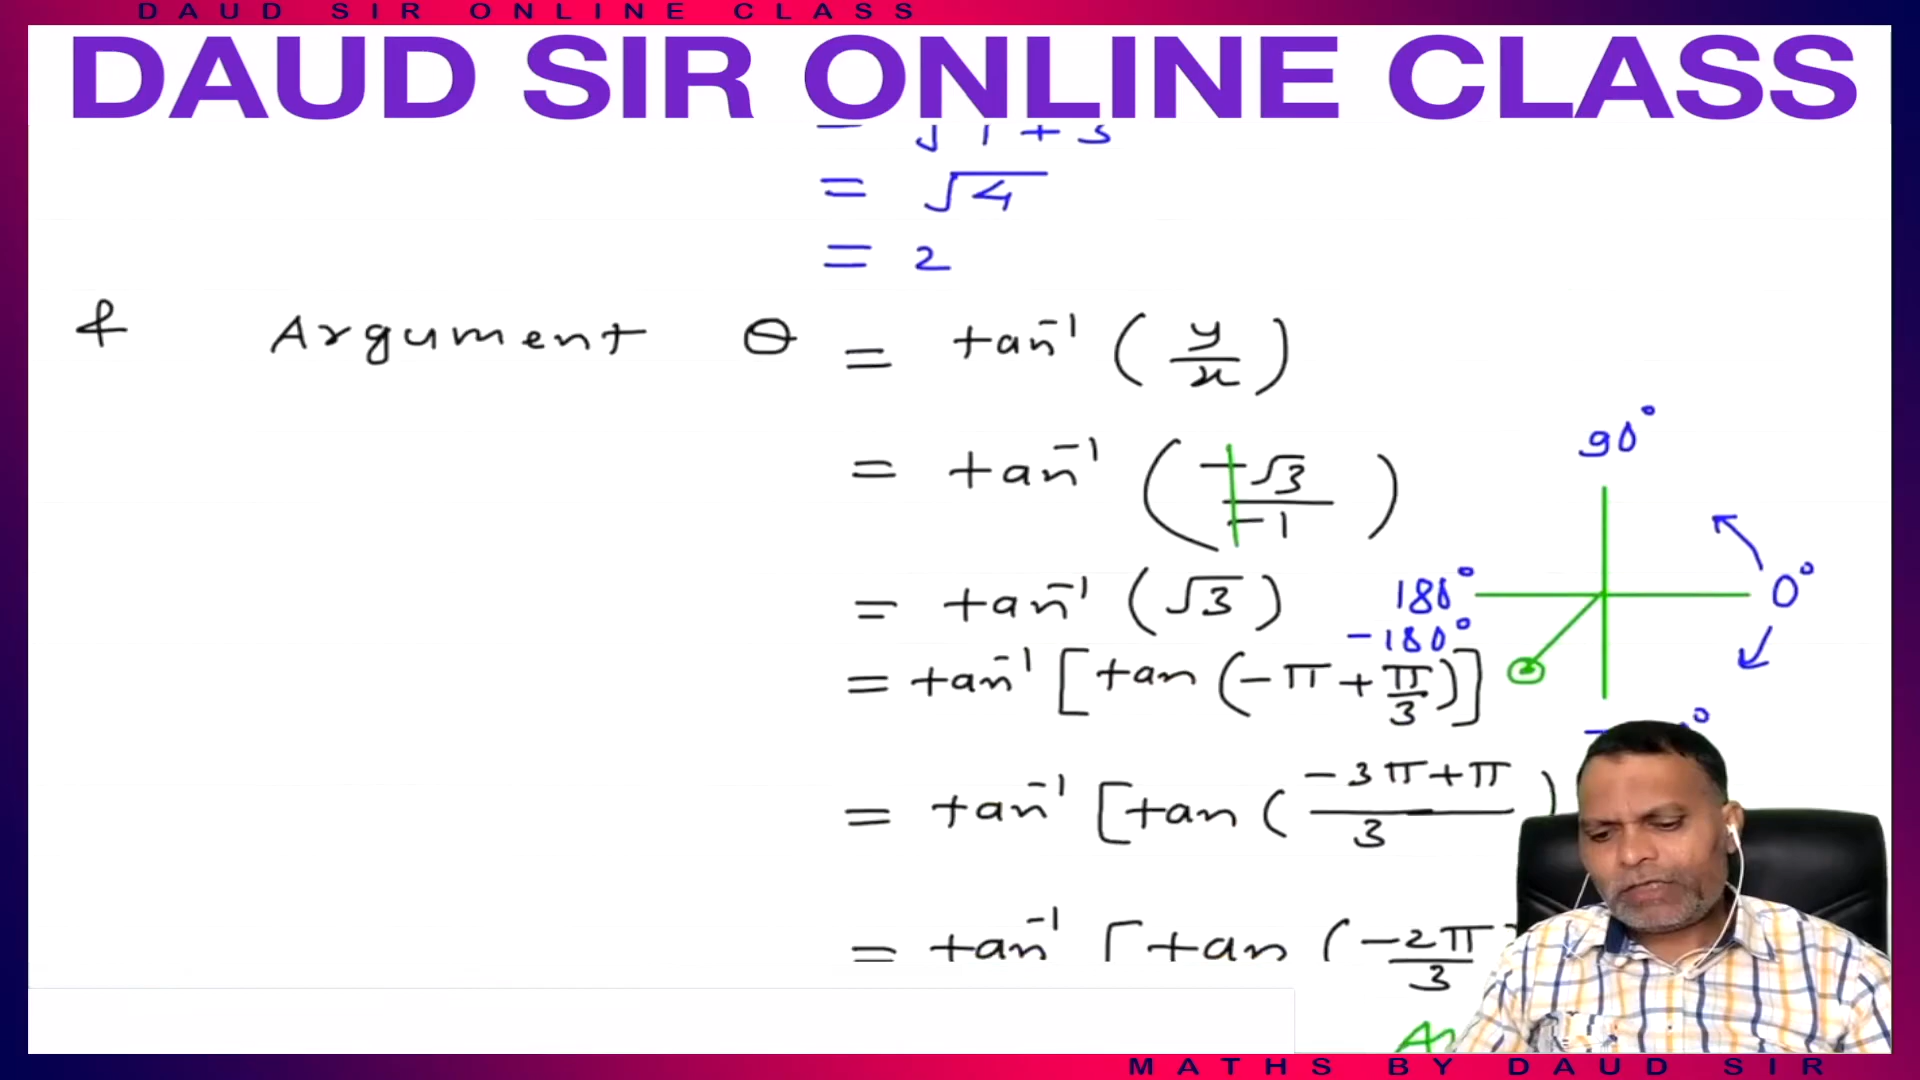 DAUD SIR ONLINE CLASS
DAUD SIR ONLINE CLASS
= √1 + 3
= √4
= 2
& Argument θ = tan⁻¹ (y/x)
= tan⁻¹ (-√3/-1)
= tan⁻¹ (√3)
= tan⁻¹ [tan (-π + π/3)]
= tan⁻¹ [tan ((-3π+π)/3)
= tan⁻¹ [tan (-2π/3
90°
180°
0°
-180°
MATHS BY DAUD SIR